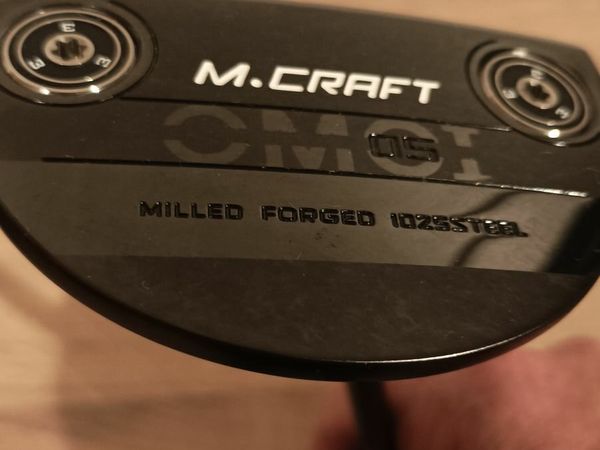 M.CRAFT
OMOI
05
MILLED FORGED 1025STEEL